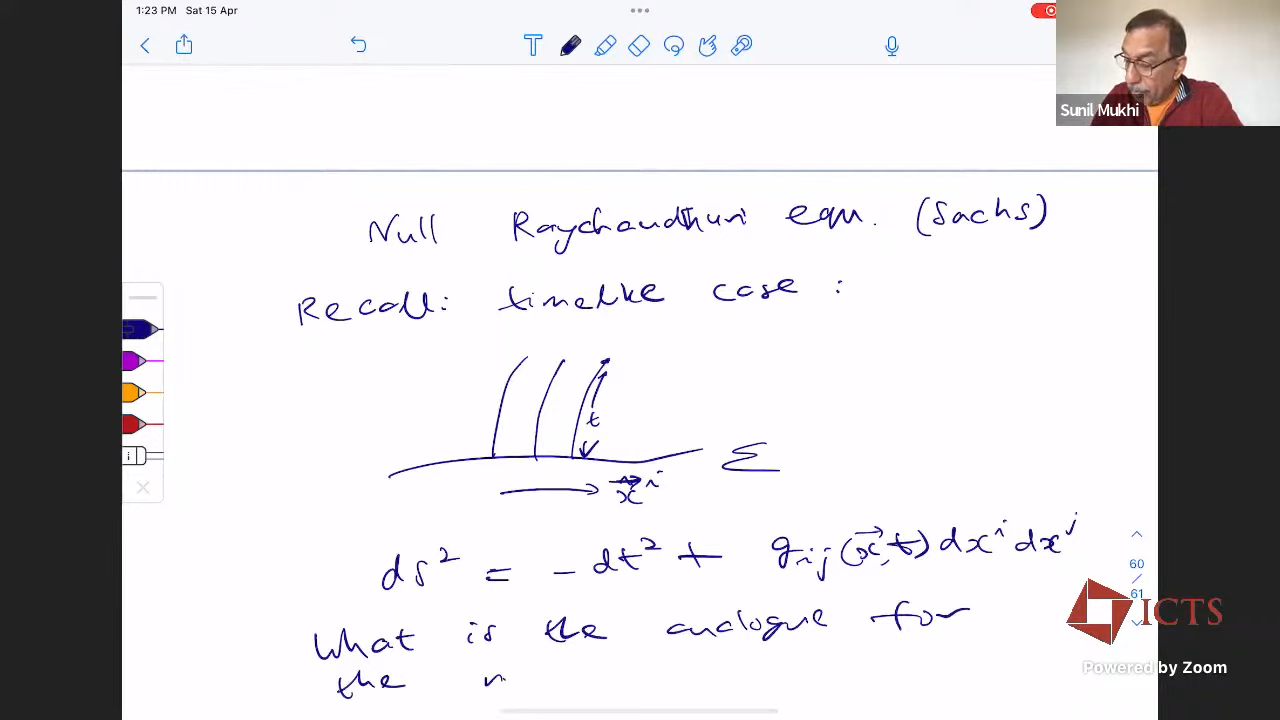 1:23 PM Sat 15 Apr
Sunil Mukhi
Null Raychaudhuri eqn. (Sachs)
Recall: timelike case :
t
Σ
x^i
ds² = -dt² + g_ij(x⃗,t) dx^i dx^j
60
/
61
What is the analogue for
the
ICTS
Powered by Zoom